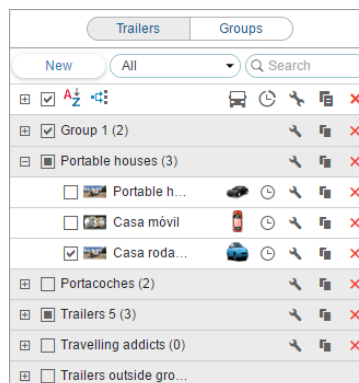 Trailers Groups
New All Search
A Z
Group 1 (2)
Portable houses (3)
Portable h...
Casa móvil
Casa roda...
Portacoches (2)
Trailers 5 (3)
Travelling addicts (0)
Trailers outside gro...